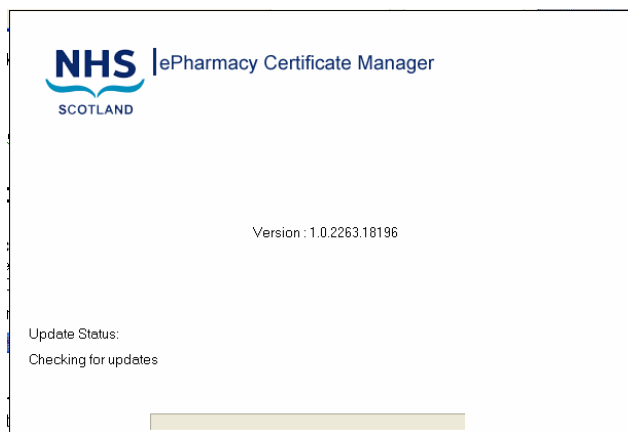 NHS
SCOTLAND
ePharmacy Certificate Manager
Version : 1.0.2263.18196
Update Status:
Checking for updates